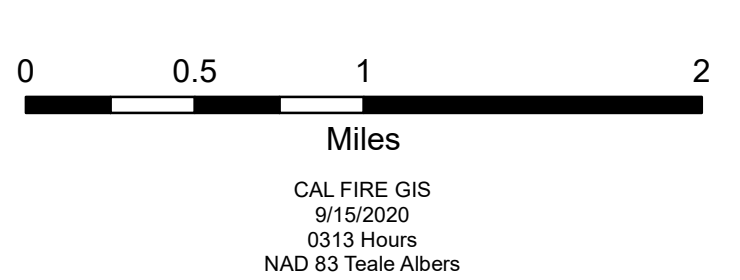 0 0.5 1 2
Miles
CAL FIRE GIS
9/15/2020
0313 Hours
NAD 83 Teale Albers